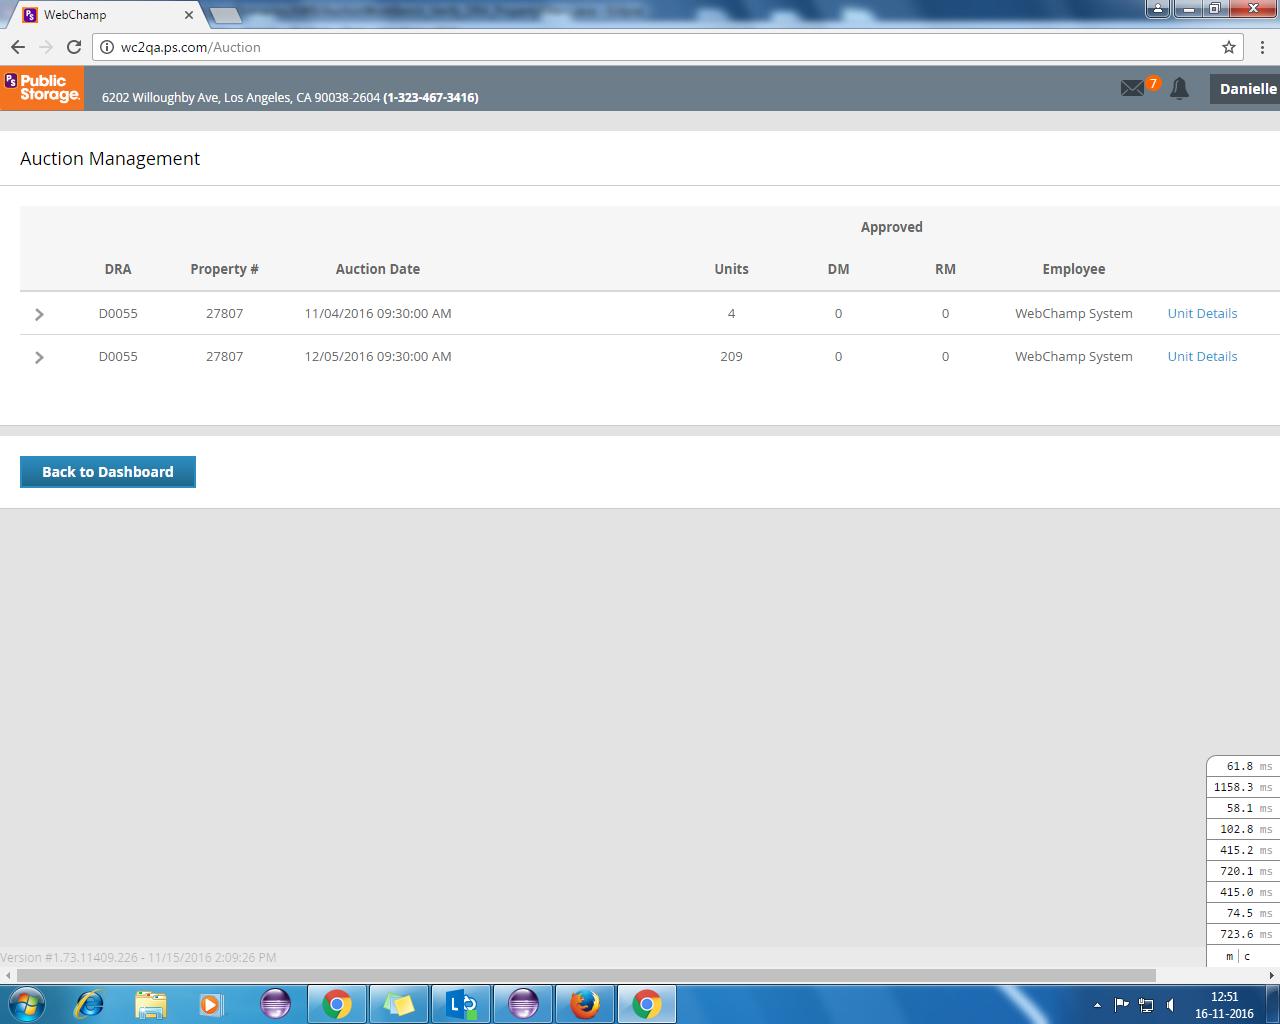 WebChamp
wc2qa.ps.com/Auction
PS Public Storage.
6202 Willoughby Ave, Los Angeles, CA 90038-2604 (1-323-467-3416)
7
Danielle
Auction Management
Approved
DRA Property # Auction Date Units DM RM Employee
D0055 27807 11/04/2016 09:30:00 AM 4 0 0 WebChamp System Unit Details
D0055 27807 12/05/2016 09:30:00 AM 209 0 0 WebChamp System Unit Details
Back to Dashboard
61.8 ms
1158.3 ms
58.1 ms
102.8 ms
415.2 ms
720.1 ms
415.0 ms
74.5 ms
723.6 ms
m | c
Version #1.73.11409.226 - 11/15/2016 2:09:26 PM
12:51
16-11-2016